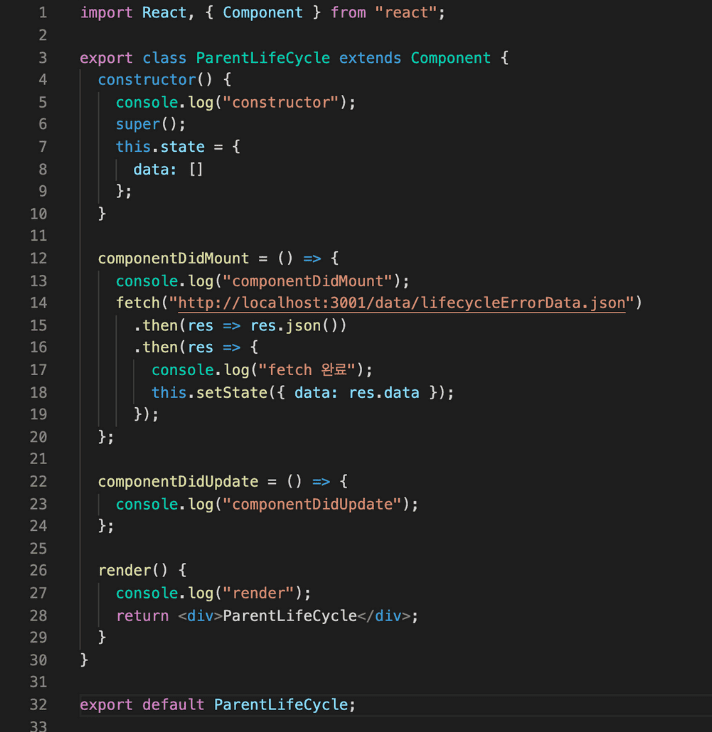 1 import React, { Component } from "react";
2
3 export class ParentLifeCycle extends Component {
4   constructor() {
5     console.log("constructor");
6     super();
7     this.state = {
8       data: []
9     };
10   }
11
12   componentDidMount = () => {
13     console.log("componentDidMount");
14     fetch("http://localhost:3001/data/lifecycleErrorData.json")
15       .then(res => res.json())
16       .then(res => {
17         console.log("fetch 완료");
18         this.setState({ data: res.data });
19       });
20   };
21
22   componentDidUpdate = () => {
23     console.log("componentDidUpdate");
24   };
25
26   render() {
27     console.log("render");
28     return <div>ParentLifeCycle</div>;
29   }
30 }
31
32 export default ParentLifeCycle;
33